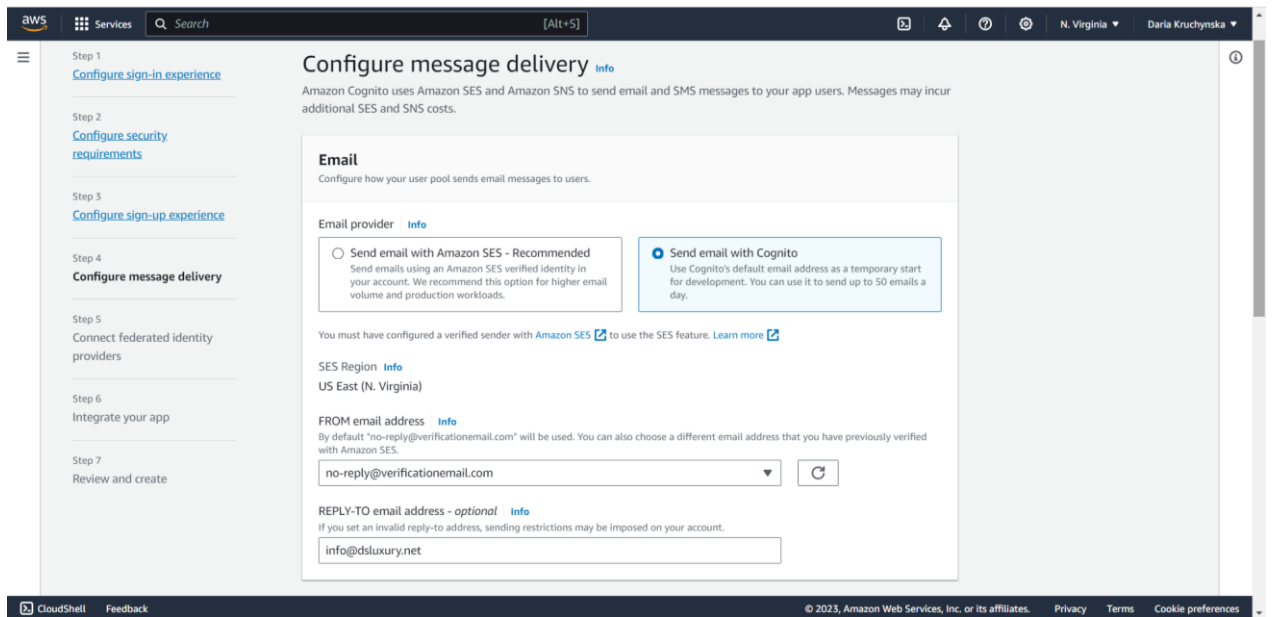 aws
Services
Search [Alt+S]
N. Virginia ▼
Daria Kruchynska ▼
Step 1
Configure sign-in experience
Step 2
Configure security
requirements
Step 3
Configure sign-up experience
Step 4
Configure message delivery
Step 5
Connect federated identity
providers
Step 6
Integrate your app
Step 7
Review and create
Configure message delivery Info
Amazon Cognito uses Amazon SES and Amazon SNS to send email and SMS messages to your app users. Messages may incur
additional SES and SNS costs.
Email
Configure how your user pool sends email messages to users.
Email provider Info
Send email with Amazon SES - Recommended
Send emails using an Amazon SES verified identity in
your account. We recommend this option for higher email
volume and production workloads.
Send email with Cognito
Use Cognito's default email address as a temporary start
for development. You can use it to send up to 50 emails a
day.
You must have configured a verified sender with Amazon SES to use the SES feature. Learn more
SES Region Info
US East (N. Virginia)
FROM email address Info
By default "no-reply@verificationemail.com" will be used. You can also choose a different email address that you have previously verified
with Amazon SES.
no-reply@verificationemail.com
REPLY-TO email address - optional Info
If you set an invalid reply-to address, sending restrictions may be imposed on your account.
info@dsluxury.net
CloudShell Feedback
© 2023, Amazon Web Services, Inc. or its affiliates. Privacy Terms Cookie preferences